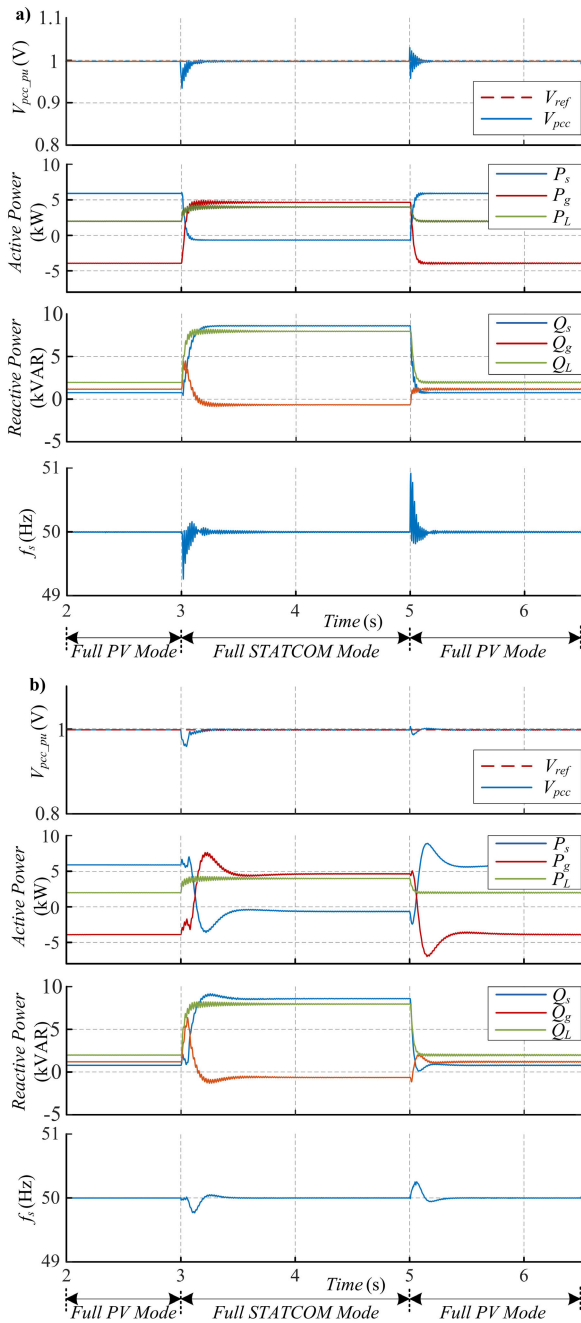 a)
1.1
1
0.9
0.8
V_pcc_pu (V)
V_ref
V_pcc
10
5
0
-5
Active Power
(kW)
P_s
P_g
P_L
10
5
0
-5
Reactive Power
(kVAR)
Q_s
Q_g
Q_L
51
50
49
f_s (Hz)
2 3 4 5 6
Time (s)
Full PV Mode Full STATCOM Mode Full PV Mode
b)
1
0.8
V_pcc_pu (V)
V_ref
V_pcc
10
5
0
-5
Active Power
(kW)
P_s
P_g
P_L
10
5
0
-5
Reactive Power
(kVAR)
Q_s
Q_g
Q_L
51
50
49
f_s (Hz)
2 3 4 5 6
Time (s)
Full PV Mode Full STATCOM Mode Full PV Mode